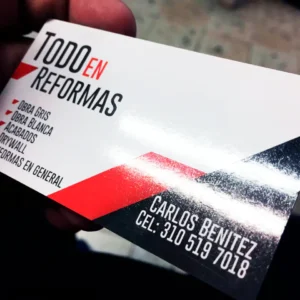 TODO EN
REFORMAS
OBRA GRIS
OBRA BLANCA
ACABADOS
DRYWALL
REFORMAS EN GENERAL
CARLOS BENITEZ
CEL: 310 519 7018